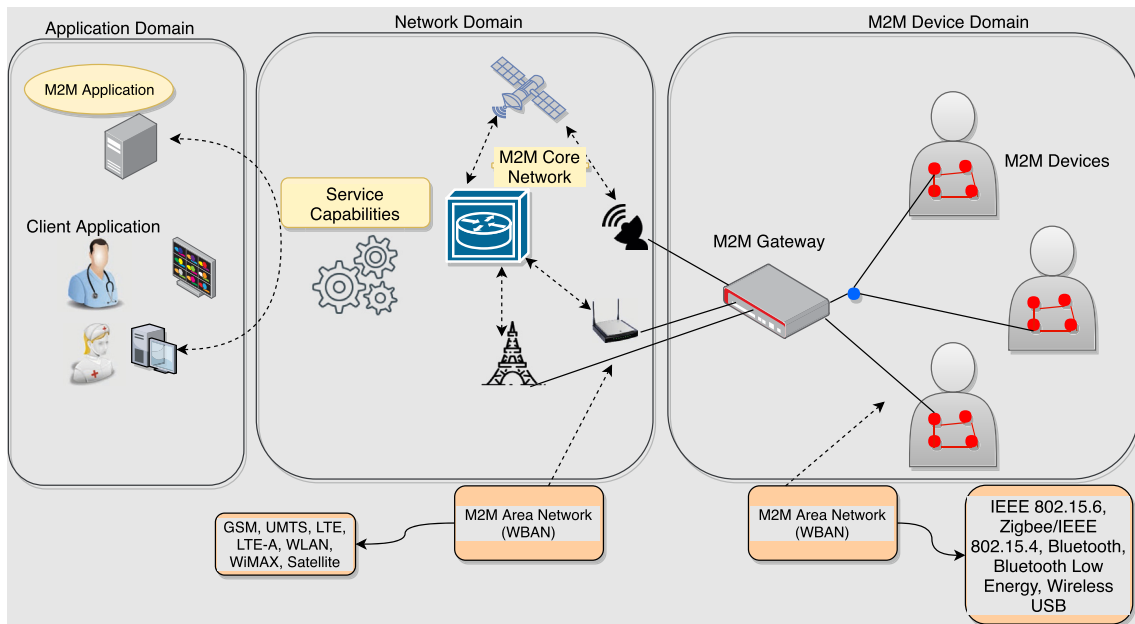 Application Domain
Network Domain
M2M Device Domain
M2M Application
Client Application
Service
Capabilities
M2M Core
Network
M2M Gateway
M2M Devices
GSM, UMTS, LTE,
LTE-A, WLAN,
WiMAX, Satellite
M2M Area Network
(WBAN)
M2M Area Network
(WBAN)
IEEE 802.15.6,
Zigbee/IEEE
802.15.4, Bluetooth,
Bluetooth Low
Energy, Wireless
USB